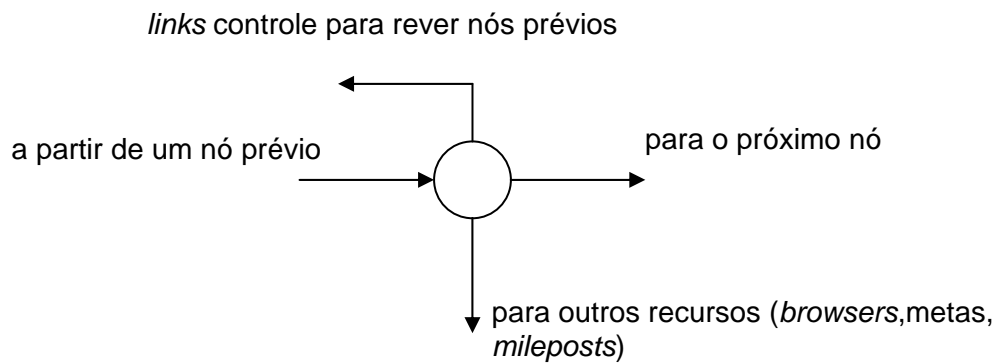 links controle para rever nós prévios
a partir de um nó prévio
para o próximo nó
para outros recursos (browsers,metas,
mileposts)